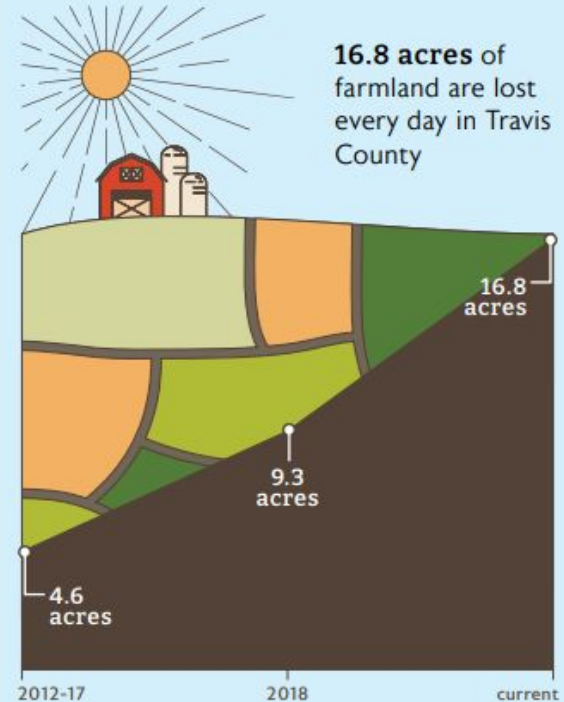 16.8 acres of
farmland are lost
every day in Travis
County
16.8
acres
9.3
acres
4.6
acres
2012-17
2018
current